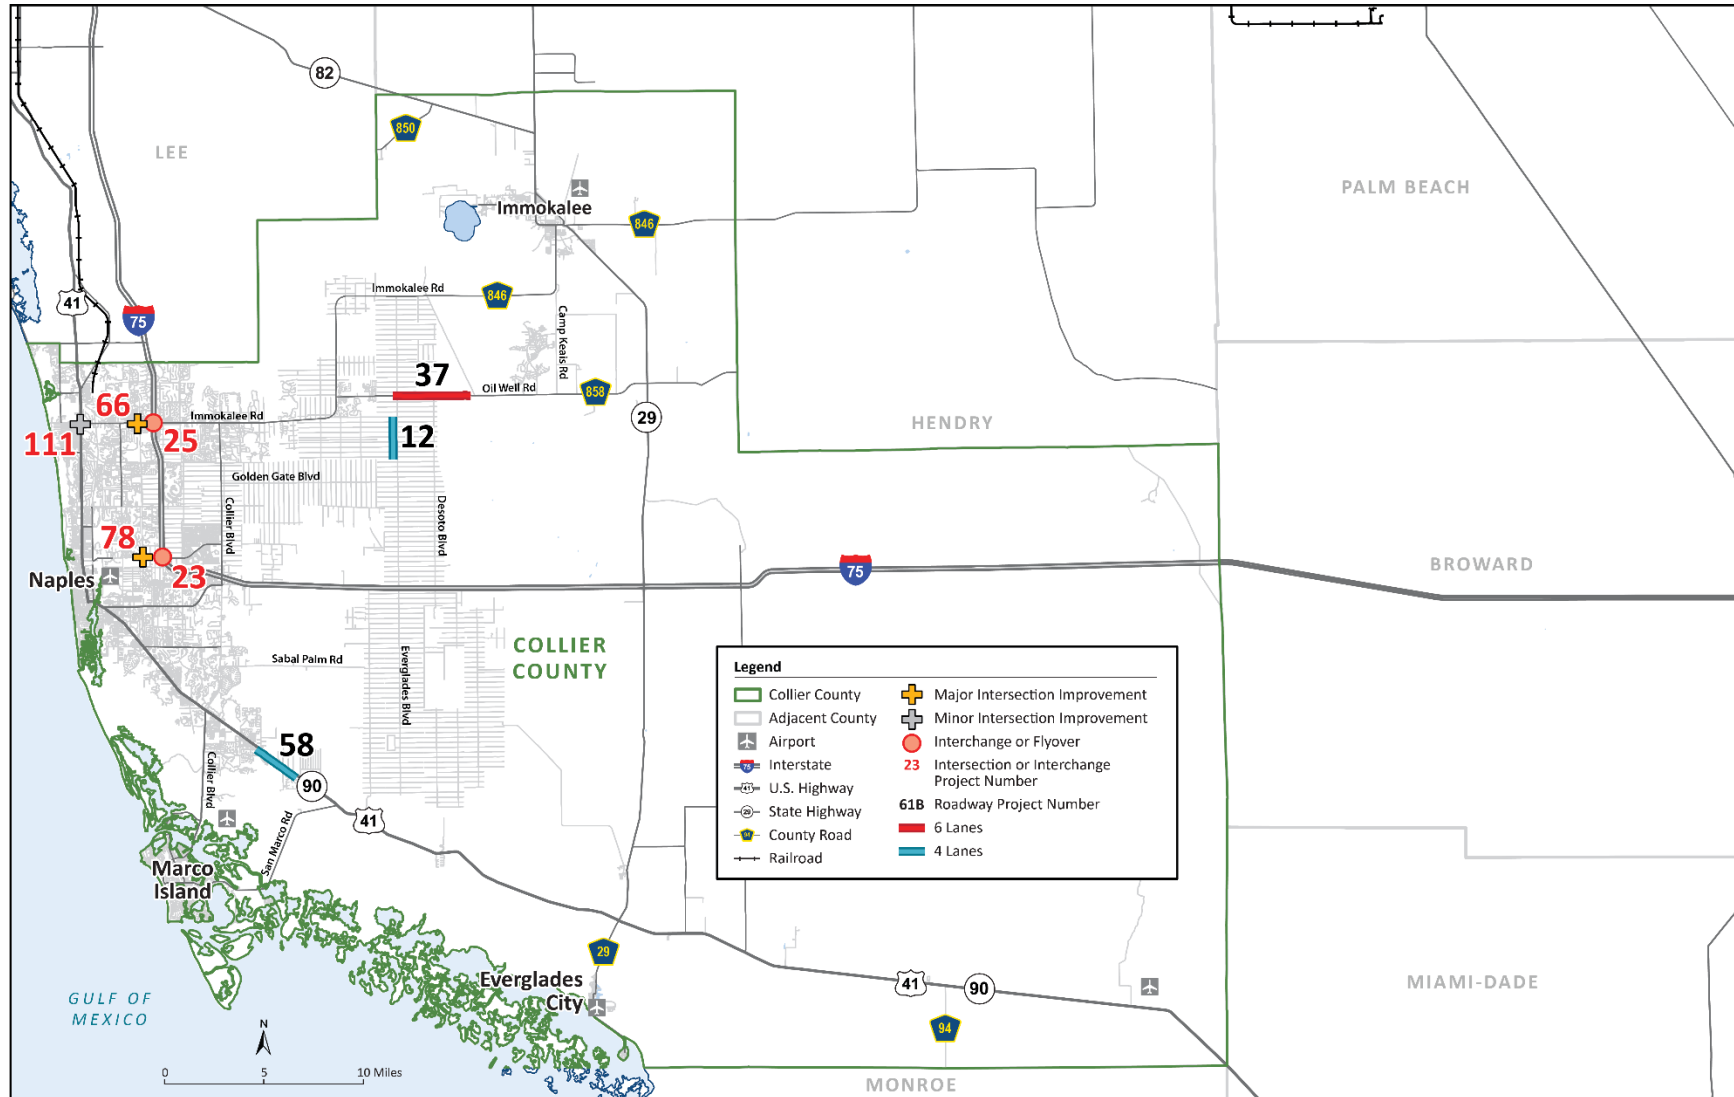 82
850
LEE
PALM BEACH
Immokalee
846
41
75
Immokalee Rd
846
Camp Keais Rd
37
Oil Well Rd
858
66
Immokalee Rd
29
111
25
12
HENDRY
Golden Gate Blvd
Collier Blvd
Desoto Blvd
78
23
Naples
75
BROWARD
COLLIER
COUNTY
Sabal Palm Rd
Everglades Blvd
58
90
Collier Blvd
41
San Marco Rd
Marco
Island
Legend
Collier County
Adjacent County
Airport
75
Interstate
41
U.S. Highway
29
State Highway
94
County Road
Railroad
Major Intersection Improvement
Minor Intersection Improvement
Interchange or Flyover
23
Intersection or Interchange
Project Number
61B
Roadway Project Number
6 Lanes
4 Lanes
29
Everglades
City
41
90
94
MIAMI-DADE
GULF OF
MEXICO
N
0
5
10 Miles
MONROE